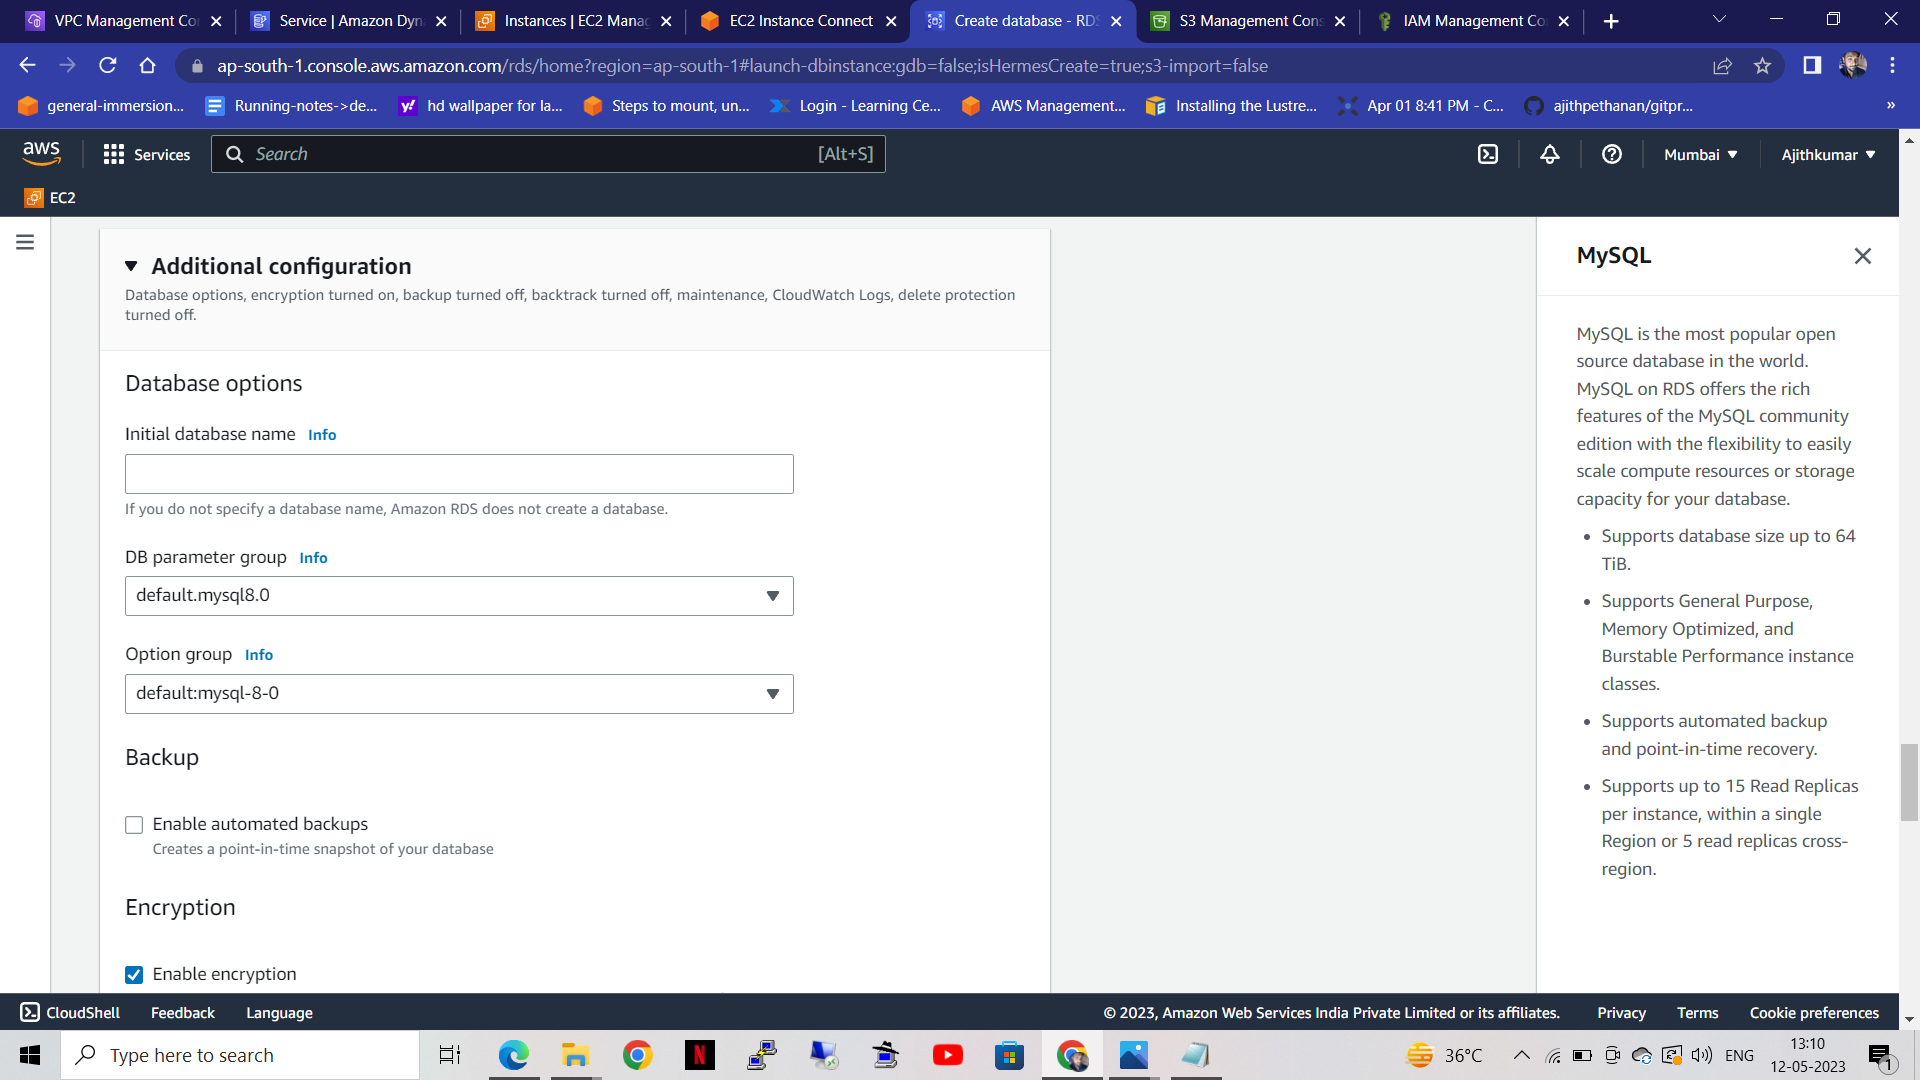 VPC Management Co
Service | Amazon Dyn
Instances | EC2 Manag
EC2 Instance Connect
Create database - RDS
S3 Management Cons
IAM Management Co
ap-south-1.console.aws.amazon.com/rds/home?region=ap-south-1#launch-dbinstance:gdb=false;isHermesCreate=true;s3-import=false
general-immersion...
Running-notes->de...
hd wallpaper for la...
Steps to mount, un...
Login - Learning Ce...
AWS Management...
Installing the Lustre...
Apr 01 8:41 PM - C...
ajithpethanan/gitpr...
»
aws
Services
Search
[Alt+S]
Mumbai
Ajithkumar
EC2
Additional configuration
Database options, encryption turned on, backup turned off, backtrack turned off, maintenance, CloudWatch Logs, delete protection
turned off.
Database options
Initial database name Info
If you do not specify a database name, Amazon RDS does not create a database.
DB parameter group Info
default.mysql8.0
Option group Info
default:mysql-8-0
Backup
Enable automated backups
Creates a point-in-time snapshot of your database
Encryption
Enable encryption
MySQL
MySQL is the most popular open
source database in the world.
MySQL on RDS offers the rich
features of the MySQL community
edition with the flexibility to easily
scale compute resources or storage
capacity for your database.
• Supports database size up to 64
TiB.
• Supports General Purpose,
Memory Optimized, and
Burstable Performance instance
classes.
• Supports automated backup
and point-in-time recovery.
• Supports up to 15 Read Replicas
per instance, within a single
Region or 5 read replicas cross-
region.
CloudShell
Feedback
Language
© 2023, Amazon Web Services India Private Limited or its affiliates.
Privacy
Terms
Cookie preferences
Type here to search
N
36°C
ENG
13:10
12-05-2023
1